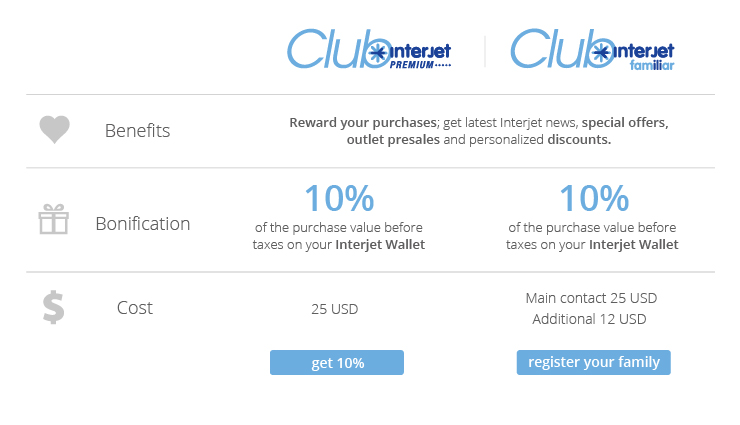 Club interjet PREMIUM
Club interjet familiar
Benefits
Reward your purchases; get latest Interjet news, special offers,
outlet presales and personalized discounts.
Bonification
10%
of the purchase value before
taxes on your Interjet Wallet
10%
of the purchase value before
taxes on your Interjet Wallet
Cost
25 USD
Main contact 25 USD
Additional 12 USD
get 10%
register your family